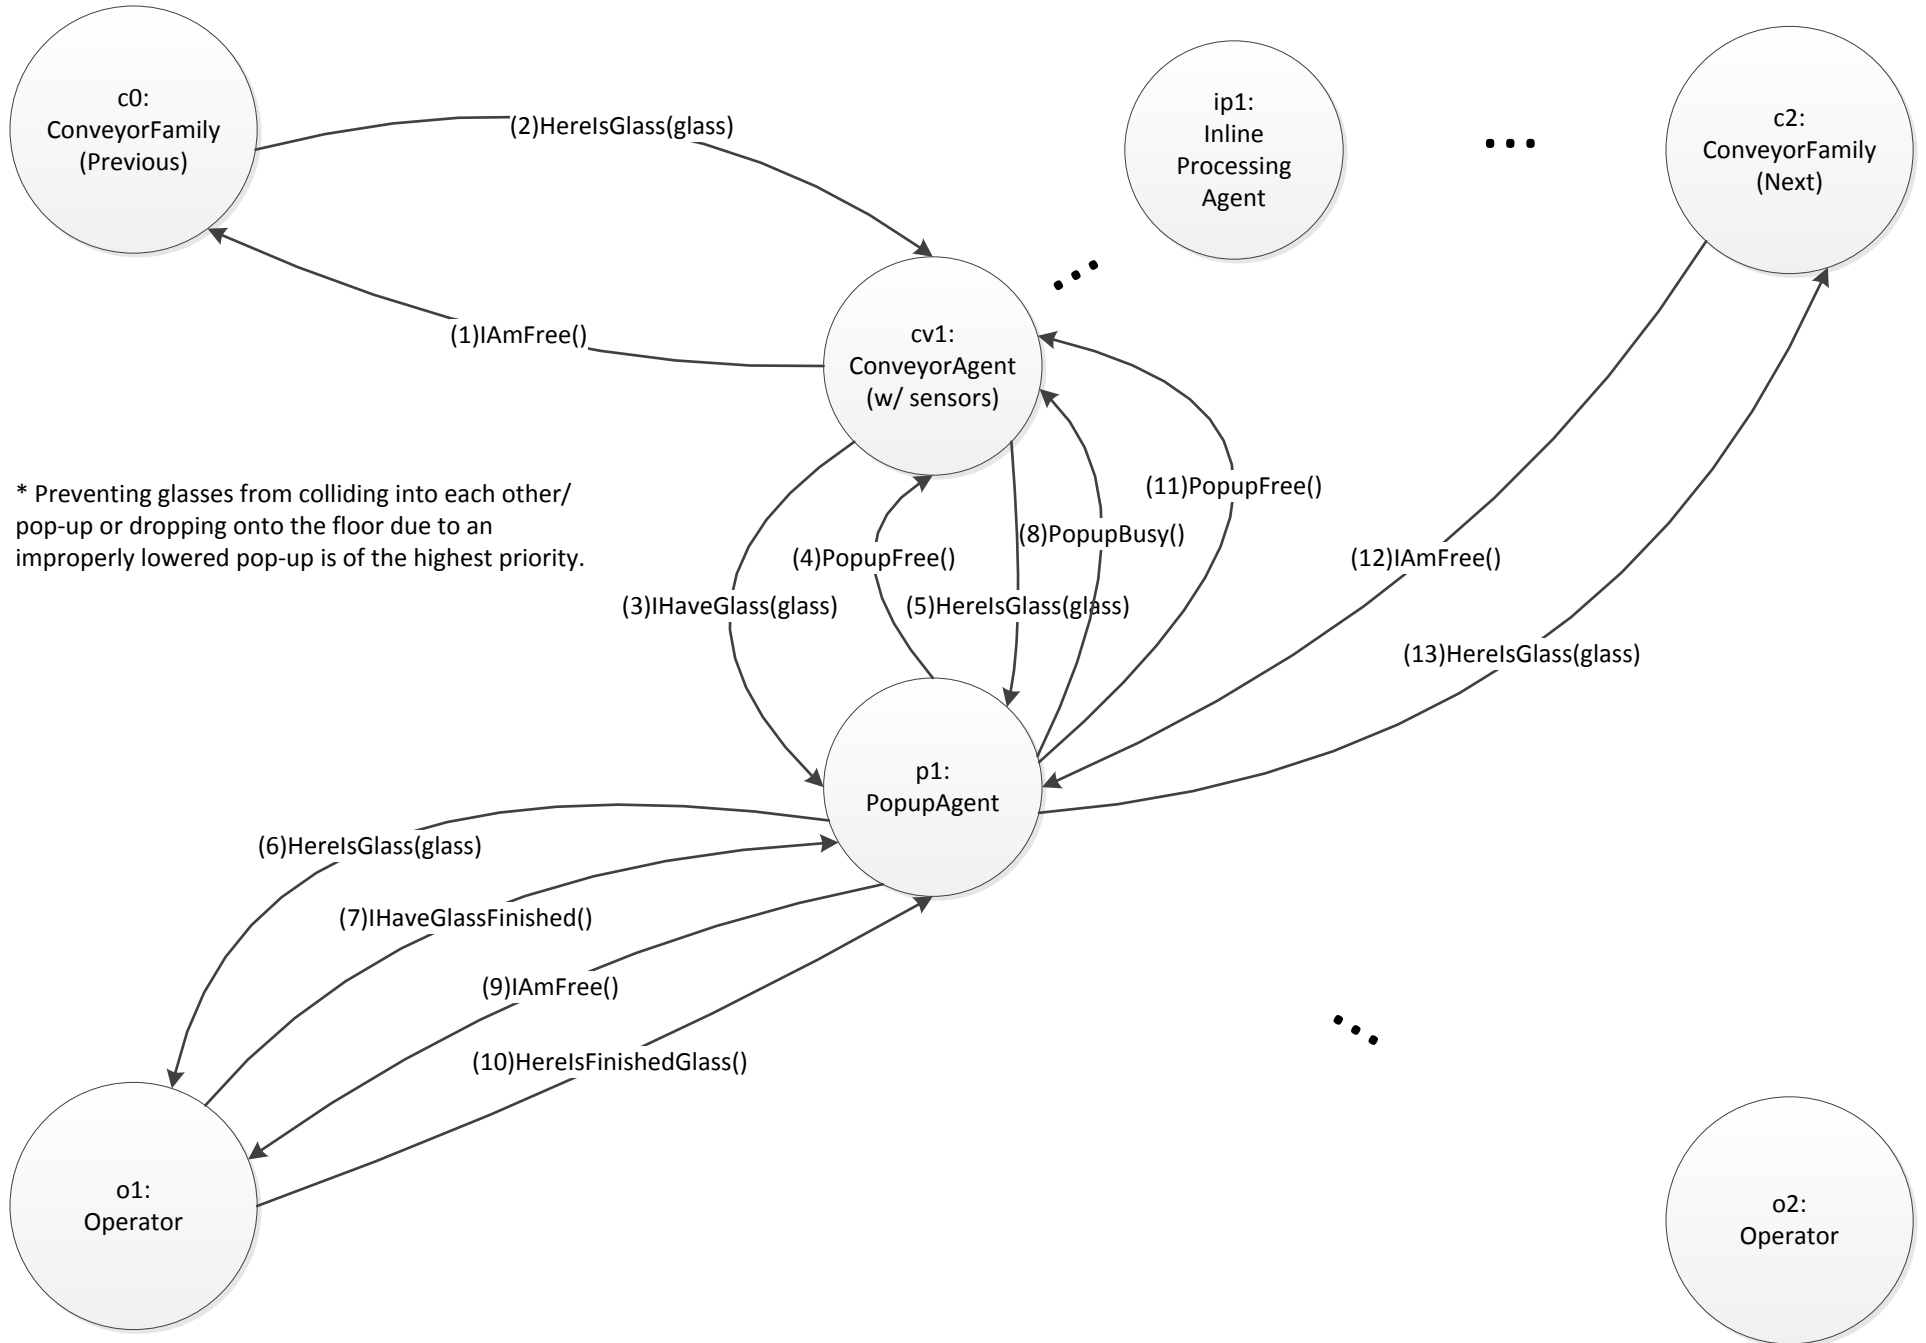 c0:
ConveyorFamily
(Previous)
(2)HereIsGlass(glass)
ip1:
Inline
Processing
Agent
c2:
ConveyorFamily
(Next)
(1)IAmFree()
cv1:
ConveyorAgent
(w/ sensors)
* Preventing glasses from colliding into each other/
pop-up or dropping onto the floor due to an
improperly lowered pop-up is of the highest priority.
(11)PopupFree()
(8)PopupBusy()
(4)PopupFree()
(12)IAmFree()
(3)IHaveGlass(glass)
(5)HereIsGlass(glass)
(13)HereIsGlass(glass)
p1:
PopupAgent
(6)HereIsGlass(glass)
(7)IHaveGlassFinished()
(9)IAmFree()
(10)HereIsFinishedGlass()
o1:
Operator
o2:
Operator